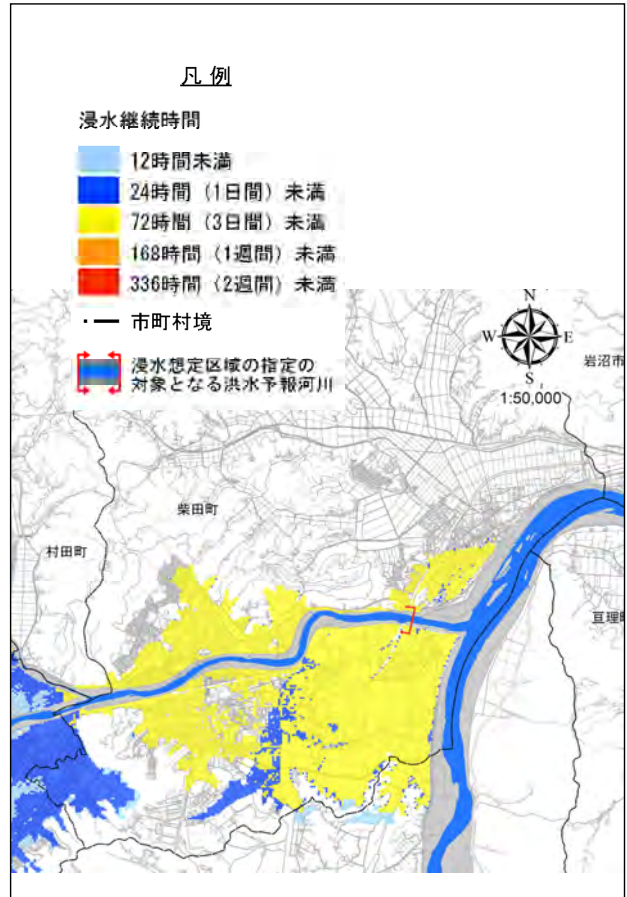 凡 例
浸水継続時間
12時間未満
24時間（1日間）未満
72時間（3日間）未満
168時間（1週間）未満
336時間（2週間）未満
市町村境
浸水想定区域の指定の
対象となる洪水予報河川
N
W E
S
1:50,000
岩沼市
柴田町
村田町
亘理町